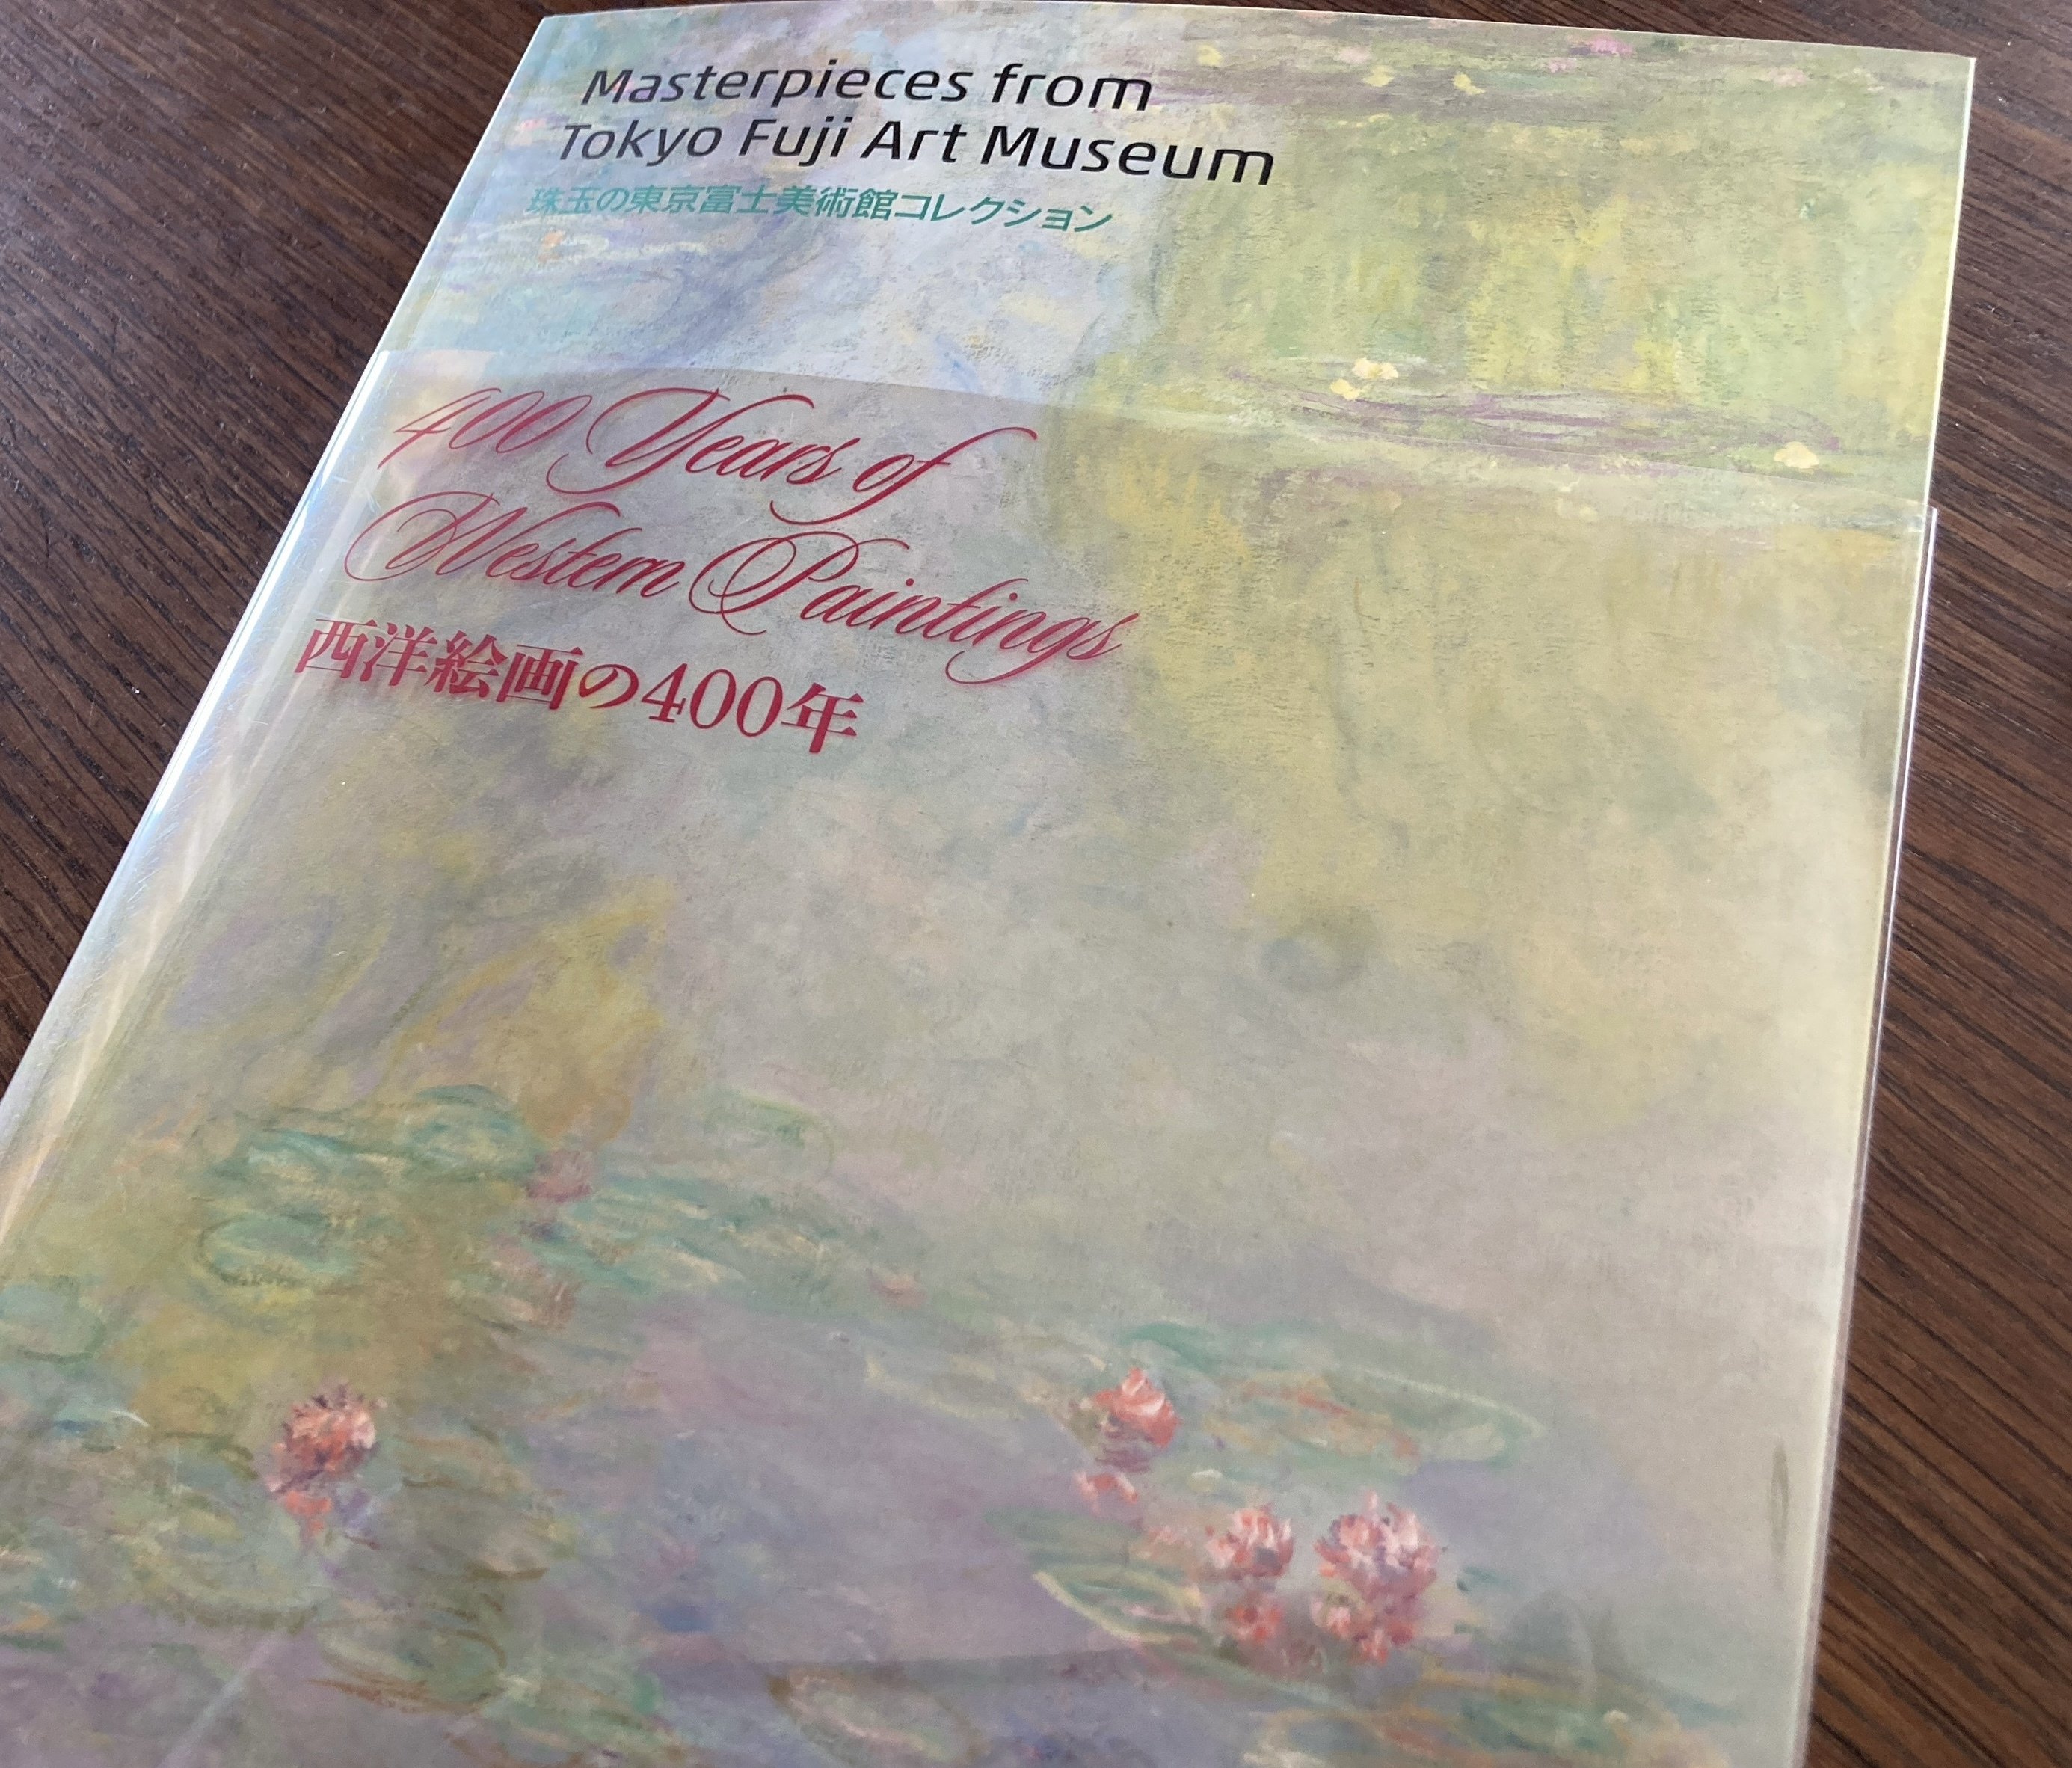 Masterpieces from
Tokyo Fuji Art Museum
珠玉の東京富士美術館コレクション
400 Years of
Western Paintings
西洋絵画の400年